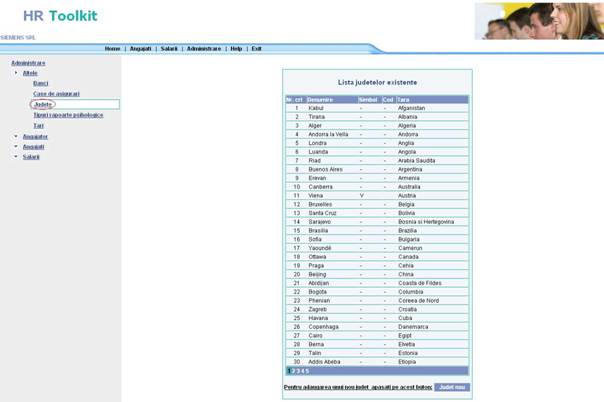 HR Toolkit
SIEMENS SRL
Home | Angajati | Salarii | Administrare | Help | Exit
Administrare
Altele
Banci
Case de asigurari
Judete
Tipuri rapoarte psihologice
Tari
Angajator
Angajati
Salarii
Lista judetelor existente
Nr. crt Denumire Simbol Cod Tara
1 Kabul - - Afganistan
2 Tirana - - Albania
3 Alger - - Algeria
4 Andorra la Vella - - Andorra
5 Londra - - Anglia
6 Luanda - - Angola
7 Riad - - Arabia Saudita
8 Buenos Aires - - Argentina
9 Erevan - - Armenia
10 Canberra - - Australia
11 Viena V Austria
12 Bruxelles - - Belgia
13 Santa Cruz - - Bolivia
14 Sarajevo - - Bosnia si Hertegovina
15 Brasilia - - Brazilia
16 Sofia - - Bulgaria
17 Yaoundé - - Camerun
18 Ottawa - - Canada
19 Praga - - Cehia
20 Beijing - - China
21 Abidjan - - Coasta de Fildes
22 Bogota - - Columbia
23 Phenian - - Coreea de Nord
24 Zagreb - - Croatia
25 Havana - - Cuba
26 Copenhaga - - Danemarca
27 Cairo - - Egipt
28 Berna - - Elvetia
29 Talin - - Estonia
30 Addis Abeba - - Etiopia
1 2 3 4 5
Pentru adaugarea unui nou judet apasati pe acest buton: Judet nou